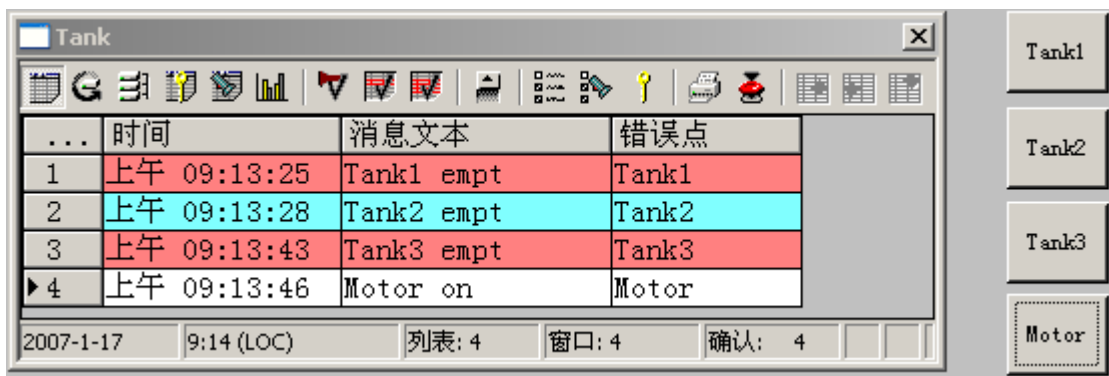 Tank
... 时间 消息文本 错误点
1 上午 09:13:25 Tank1 empt Tank1
2 上午 09:13:28 Tank2 empt Tank2
3 上午 09:13:43 Tank3 empt Tank3
4 上午 09:13:46 Motor on Motor
2007-1-17 9:14 (LOC) 列表: 4 窗口: 4 确认: 4
Tank1
Tank2
Tank3
Motor